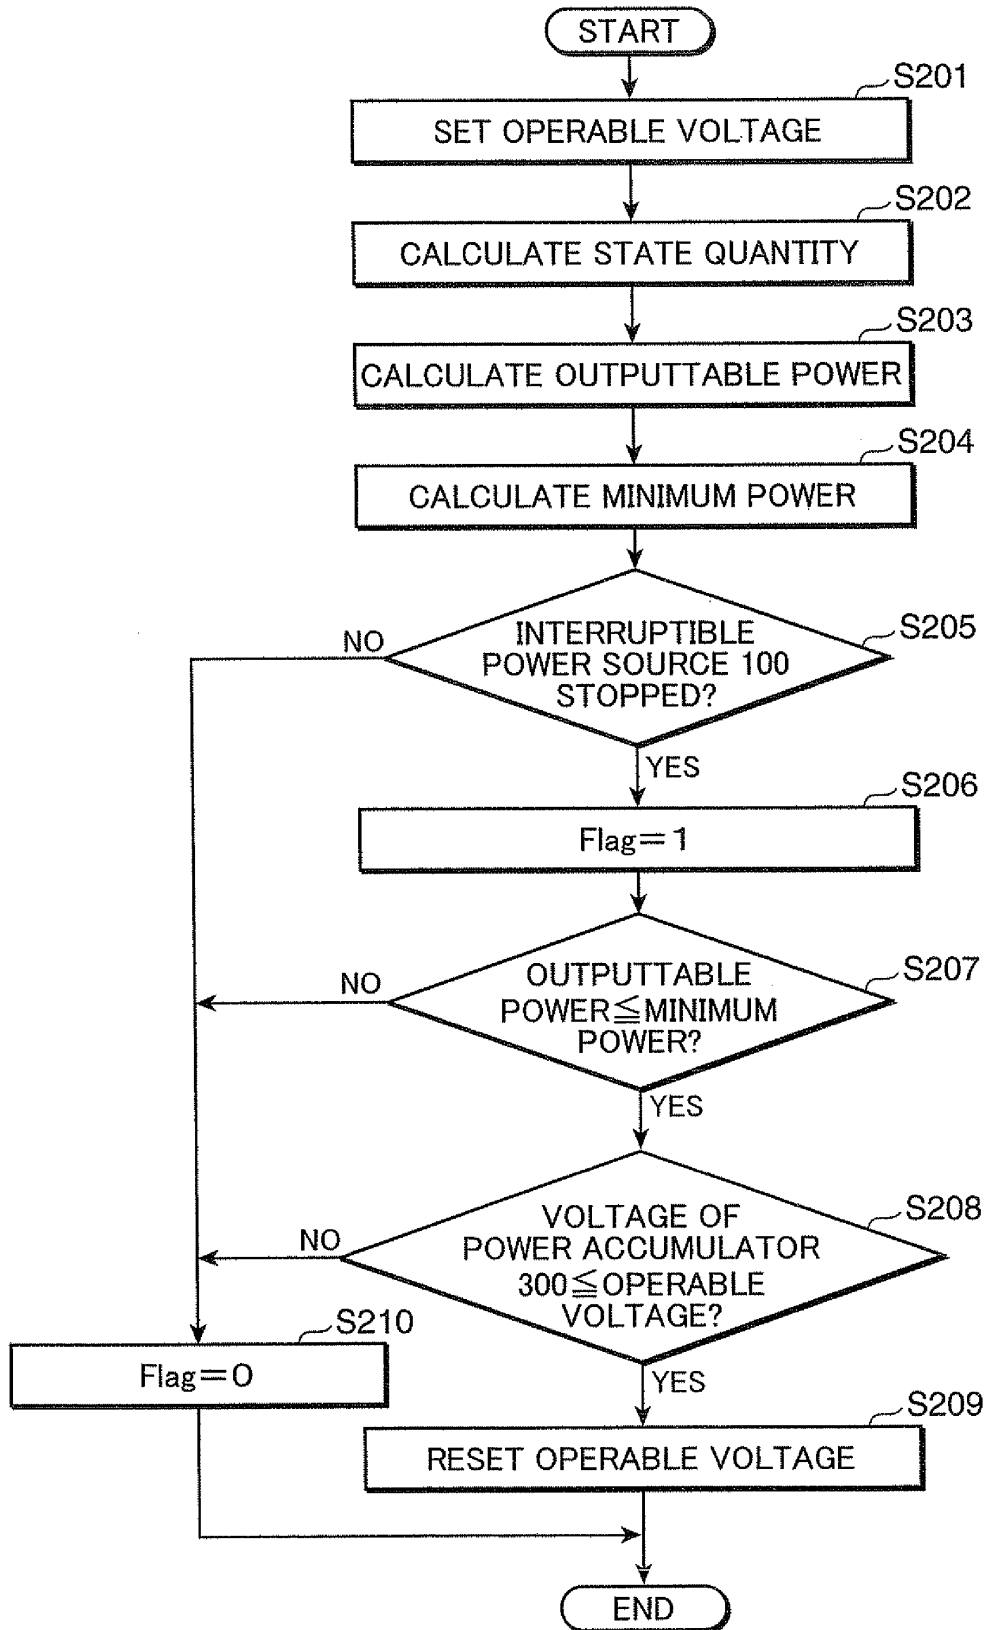 START
S201
SET OPERABLE VOLTAGE
S202
CALCULATE STATE QUANTITY
S203
CALCULATE OUTPUTTABLE POWER
S204
CALCULATE MINIMUM POWER
S205
NO
INTERRUPTIBLE
POWER SOURCE 100
STOPPED?
YES
S206
Flag=1
S207
NO
OUTPUTTABLE
POWER≦MINIMUM
POWER?
YES
S208
NO
VOLTAGE OF
POWER ACCUMULATOR
300≦OPERABLE
VOLTAGE?
S210
Flag=0
YES
S209
RESET OPERABLE VOLTAGE
END